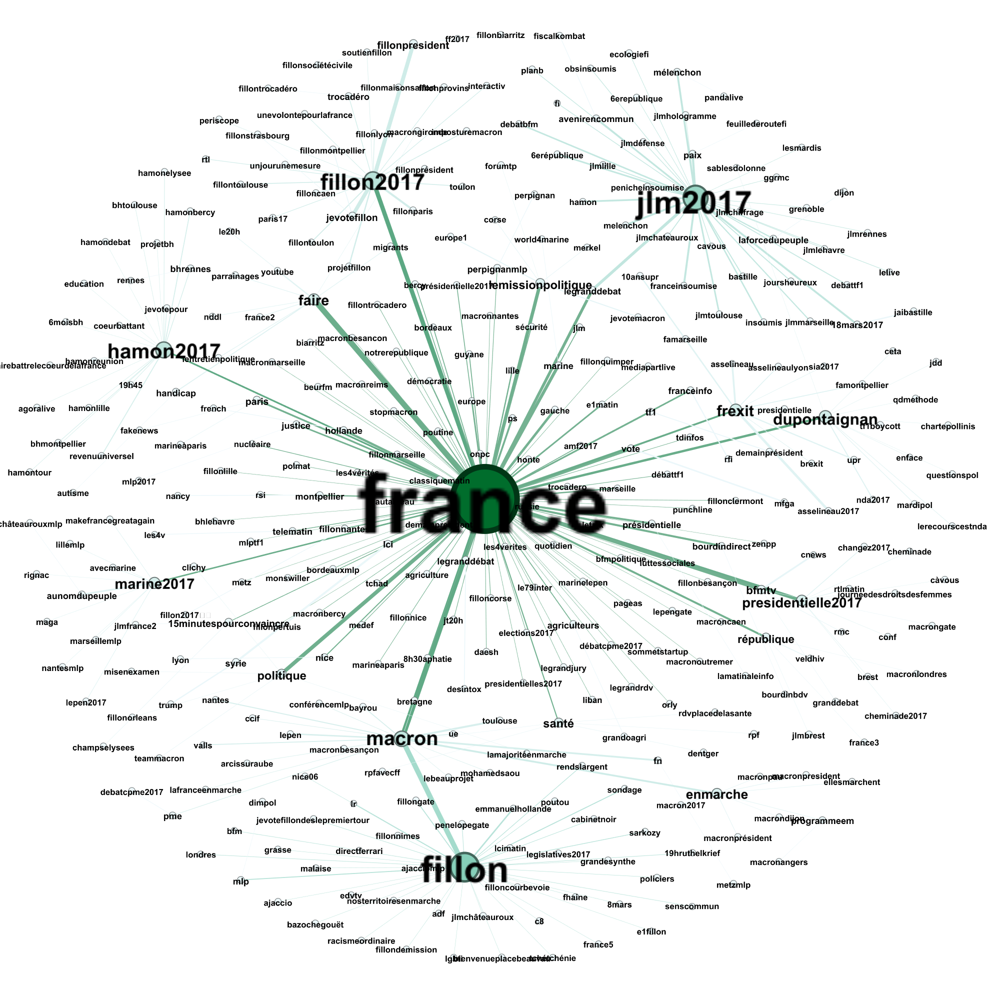 ff2017
fillonbiarritz
fiscalkombat
fillonpresident
soutienfillon
ecologiefi
fillonsociétécivile
planb
obsinsoumis
mélenchon
fillontrocadéro
fillonprovins
interactiv
trocadéro
6erepublique
pandalive
fi
unevolontepourlafrance
periscope
avenirencommun
jlmhologramme
debatbfm
feuillederoutefi
fillonstrasbourg
fillonlyon
imposturemacron
jlmdéfense
lesmardis
fillonmontpellier
6erépublique
paix
rtl
unjourunemesure
fillonprésident
forumtp
jlmlille
sablesdolonne
hamonelysee
ggrmc
fillon2017
fillontoulouse
toulon
penicheinsoumise
filloncaen
perpignan
dijon
hamon
jlm2017
bhtoulouse
hamonbercy
fillonparis
jlmchiffrage
grenoble
paris17
jevotefillon
corse
melenchon
le20h
jlmrennes
hamondebat
projetbh
fillontoulon
europe1
world4marine
jlmchateauroux
laforcedupeuple
migrants
merkel
cavous
jlmlehavre
bhrennes
parrainages
youtube
projetfillon
perpignanmlp
lelive
10ansupr
bastille
education
rennes
bercy
présidentielle2017
lemissionpolitique
legranddebat
franceinsoumise
joursheureux
debattf1
faire
fillontrocadero
jevotepour
nddl
france2
macronnantes
jevotemacron
jlmtoulouse
jaibastille
6moisbh
coeurbattant
bordeaux
sécurité
jlm
insoumis
jlmmarseille
18mars2017
hamon2017
biarritz
macronbesancon
famarseille
notrerepublique
guyane
ceta
hamonreunion
lentretienpolitique
macronmarseille
fillonquimper
mediapartlive
asselineau
asselineaulyon
sia2017
jdd
irebattrelecoeurdelafrance
lille
marine
19h45
beurfm
macronreims
démocratie
famontpellier
handicap
franceinfo
paris
europe
e1matin
qdmethode
agoralive
hamonlille
french
stopmacron
gauche
tf1
frexit
presidentielle
dupontaignan
ps
fakenews
justice
hollande
poutine
tf1boycott
chartepollinis
bhmontpellier
marineaparis
nucléaire
amf2017
vote
tdinfos
revenuuniversel
fillonmarseille
onpc
honte
rfi
demainprésident
brexit
upr
enface
hamontour
fillonlille
polmat
les4vérités
débattf1
questionspol
mlp2017
classiquematin
trocadero
marseille
autisme
nancy
rsi
montpellier
france
fillonclermont
mfga
nda2017
mardipol
punchline
asselineau2017
châteaurouxmlp
makefrancegreatagain
bhlehavre
présidentielle
lerecourscestnda
les4v
telematin
fillonnantes
lillemlp
mlptf1
lci
les4verites
quotidien
bourdindirect
zenpp
changez2017
cheminade
cnews
legranddébat
bfmpolitique
luttessociales
avecmarine
clichy
bordeauxmlp
agriculture
rignac
monswiller
marine2017
metz
tchad
le79inter
marinelepen
fillonbesançon
càvous
aunomdupeuple
filloncorse
bfmtv
rtlmatin
journeedesdroitsdesfemmes
presidentielle2017
pageas
fillon2017
macronbercy
fillonnice
jt20h
lepengate
macroncaen
maga
jlmfrance2
15minutespourconvaincre
fillonpertuis
medef
agriculteurs
macrongate
elections2017
république
rmc
conf
marseillemlp
débatcpme2017
sommetstartup
lyon
syrie
nice
8h30aphatie
daesh
macronoutremer
veldhiv
nantesmlp
misenexamen
marineaparis
legrandjury
politique
lamatinaleinfo
brest
macronlondres
desintox
presidentielles2017
legrandrdv
bourdinbdv
lepen2017
trump
nantes
conférencemlp
bayrou
bretagne
liban
orly
granddebat
fillonorleans
ccif
toulouse
santé
rdvplacedelasante
cheminade2017
lepen
macron
ue
grandoagri
rpf
jlmbrest
france3
champselysees
valls
macronbesançon
lamajoritéenmarche
dentger
teammacron
arcissuraube
fn
rendslargent
nice06
rpfavecff
lebeauprojet
mohamedsaou
macronpau
macronpresident
ellesmarchent
debatcpme2017
lafranceenmarche
sondage
enmarche
dimpol
lr
fillongate
emmanuelhollande
poutou
macron2017
pme
jevotefillondeslepremiertour
penelopegate
cabinetnoir
macrondijon
programmeem
bfm
fillonnimes
sarkozy
macronprésident
londres
grasse
directferrari
lcimatin
legislatives2017
19hruthelkrief
malaise
ajacciomlp
fillon
grandesynthe
macronangers
mlp
policiers
metzmlp
filloncourbevoie
edvtv
nosterritoiresenmarche
fhaine
ajaccio
8mars
senscommun
adf
jlmchâteauroux
c8
bazochegouët
e1fillon
racismeordinaire
fillondemission
france5
bienvenueplacebeauvau
tchétchénie